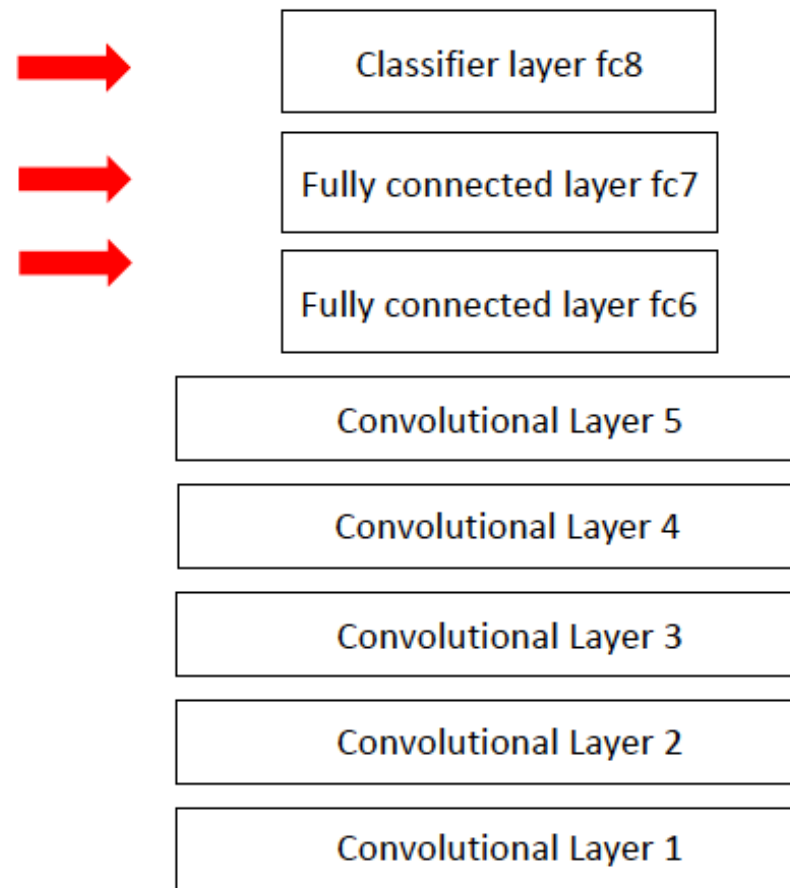 Classifier layer fc8
Fully connected layer fc7
Fully connected layer fc6
Convolutional Layer 5
Convolutional Layer 4
Convolutional Layer 3
Convolutional Layer 2
Convolutional Layer 1